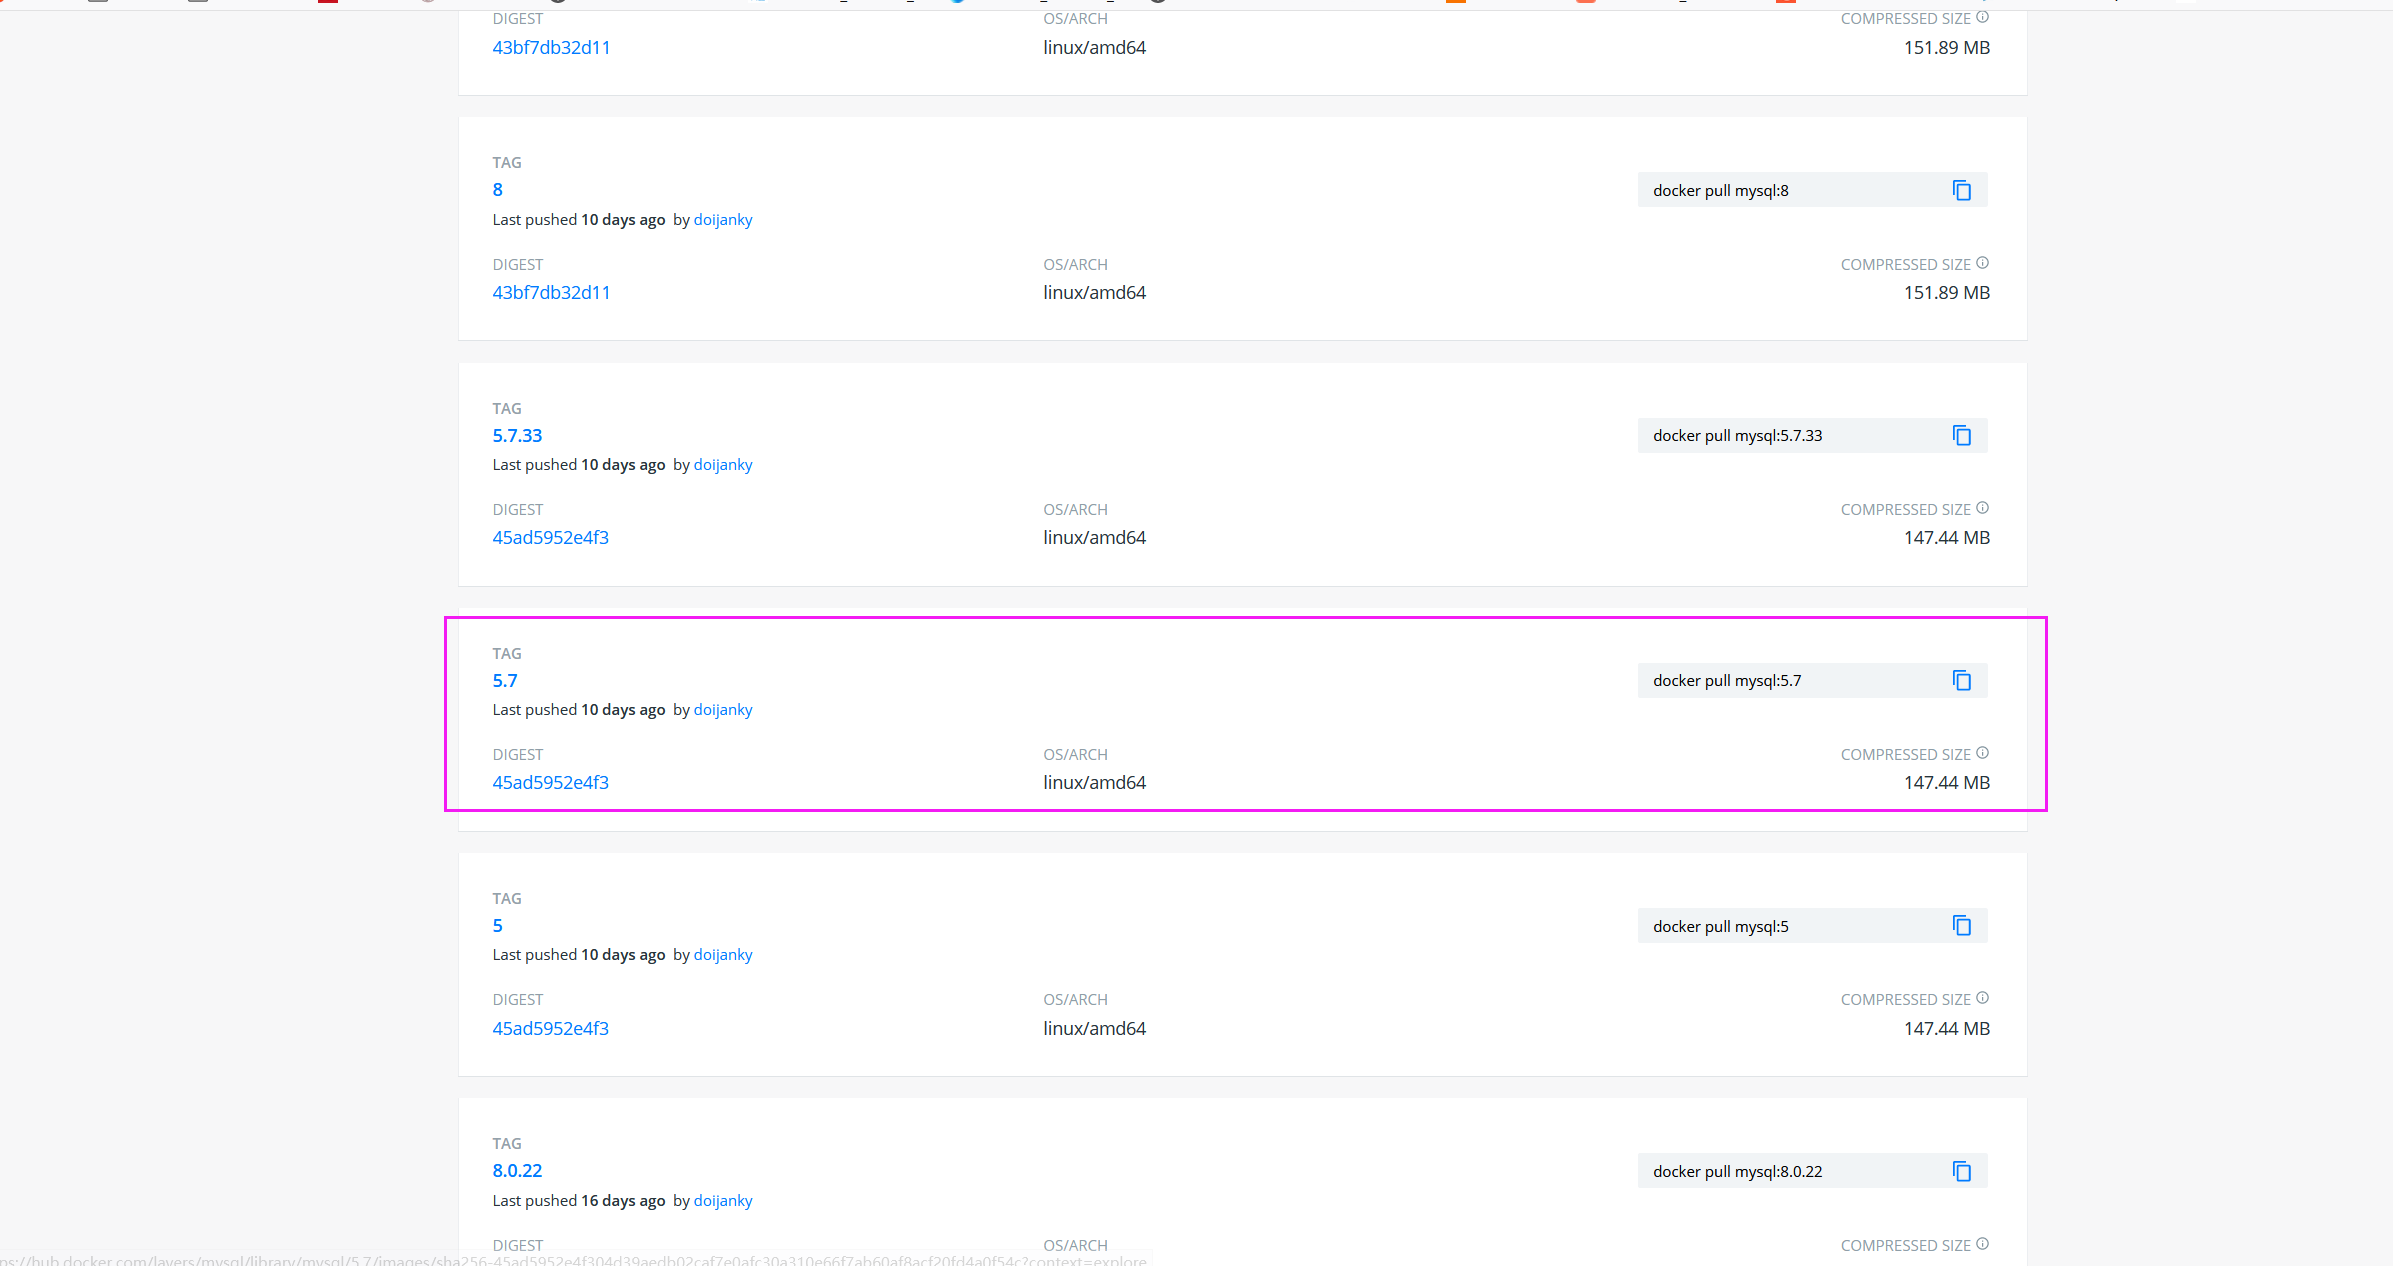 DIGEST OS/ARCH COMPRESSED SIZE
43bf7db32d11 linux/amd64 151.89 MB
TAG
8 docker pull mysql:8
Last pushed 10 days ago by doijanky
DIGEST OS/ARCH COMPRESSED SIZE
43bf7db32d11 linux/amd64 151.89 MB
TAG
5.7.33 docker pull mysql:5.7.33
Last pushed 10 days ago by doijanky
DIGEST OS/ARCH COMPRESSED SIZE
45ad5952e4f3 linux/amd64 147.44 MB
TAG
5.7 docker pull mysql:5.7
Last pushed 10 days ago by doijanky
DIGEST OS/ARCH COMPRESSED SIZE
45ad5952e4f3 linux/amd64 147.44 MB
TAG
5 docker pull mysql:5
Last pushed 10 days ago by doijanky
DIGEST OS/ARCH COMPRESSED SIZE
45ad5952e4f3 linux/amd64 147.44 MB
TAG
8.0.22 docker pull mysql:8.0.22
Last pushed 16 days ago by doijanky
DIGEST OS/ARCH COMPRESSED SIZE
ps://hub.docker.com/layers/mysql/library/mysql/5.7/images/sha256-45ad5952e4f304d39aedb02caf7e0afc30a310e66f7ab60af8acf20fd4a0f54c?context=explore